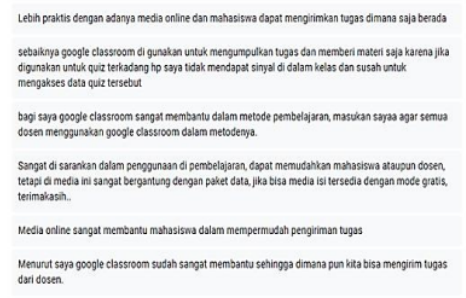 Lebih praktis dengan adanya media online dan mahasiswa dapat mengirimkan tugas dimana saja berada
sebaiknya google classroom di gunakan untuk mengumpulkan tugas dan memberi materi saja karena jika
digunakan untuk quiz terkadang hp saya tidak mendapat sinyal di dalam kelas dan susah untuk
mengakses data quiz tersebut
bagi saya google classroom sangat membantu dalam metode pembelajaran, masukan sayaa agar semua
dosen menggunakan google classroom dalam metodenya.
Sangat di sarankan dalam penggunaan di pembelajaran, dapat memudahkan mahasiswa ataupun dosen,
tetapi di media ini sangat bergantung dengan paket data, jika bisa media isi tersedia dengan mode gratis,
terimakasih..
Media online sangat membantu mahasiswa dalam mempermudah pengiriman tugas
Menurut saya google classroom sudah sangat membantu sehingga dimana pun kita bisa mengirim tugas
dari dosen.